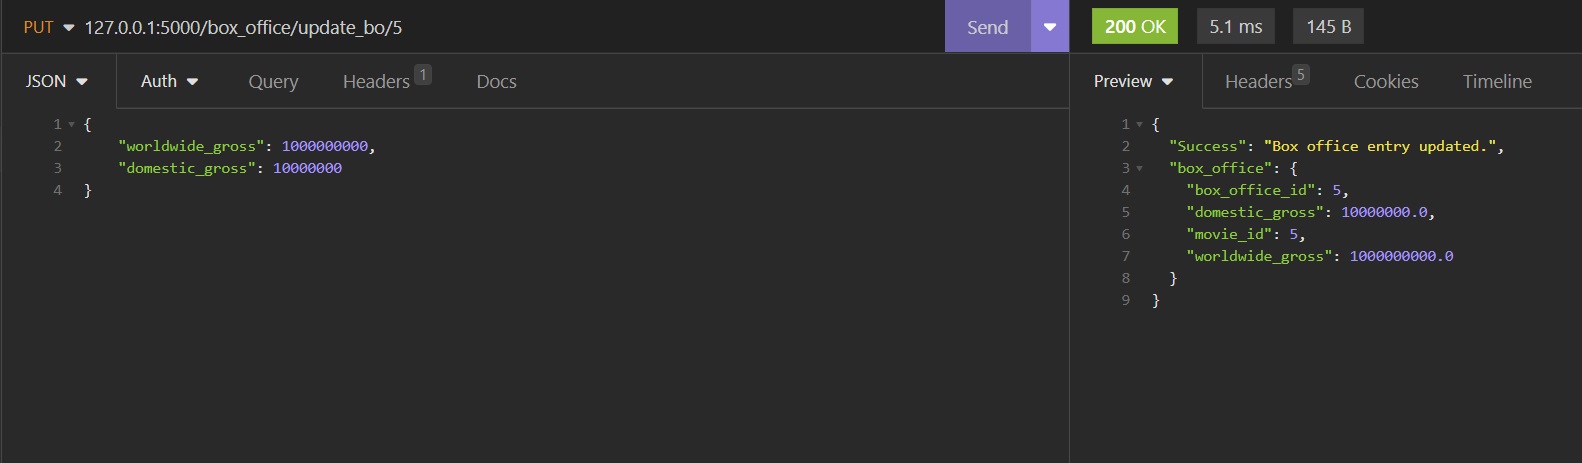 PUT 127.0.0.1:5000/box_office/update_bo/5 Send 200 OK 5.1 ms 145 B
JSON Auth Query Headers 1 Docs
1 {
2 "worldwide_gross": 1000000000,
3 "domestic_gross": 10000000
4 }
Preview Headers 5 Cookies Timeline
1 {
2 "Success": "Box office entry updated.",
3 "box_office": {
4 "box_office_id": 5,
5 "domestic_gross": 10000000.0,
6 "movie_id": 5,
7 "worldwide_gross": 1000000000.0
8 }
9 }